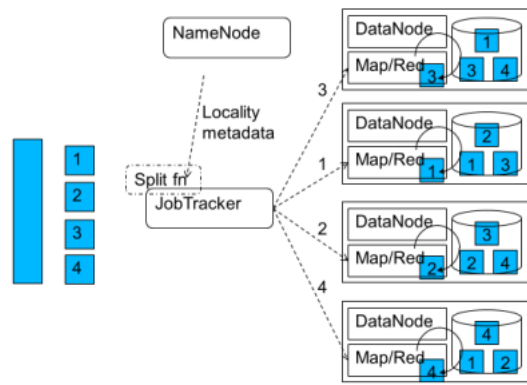 NameNode
Locality
metadata
Split fn
JobTracker
1
2
3
4
3
1
2
4
DataNode
Map/Red
3
1
3 4
DataNode
Map/Red
1
2
1 3
DataNode
Map/Red
2
3
2 4
DataNode
Map/Red
4
4
1 2